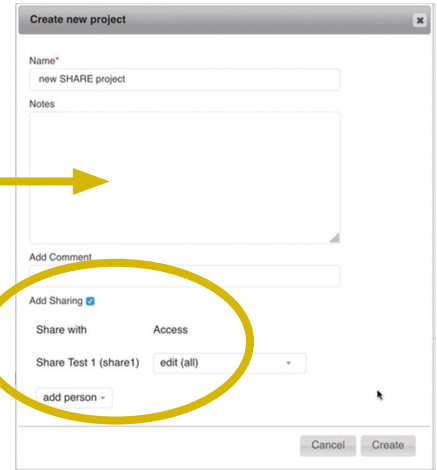 Create new project
Name*
new SHARE project
Notes
Add Comment
Add Sharing
Share with Access
Share Test 1 (share1) edit (all)
add person
Cancel Create